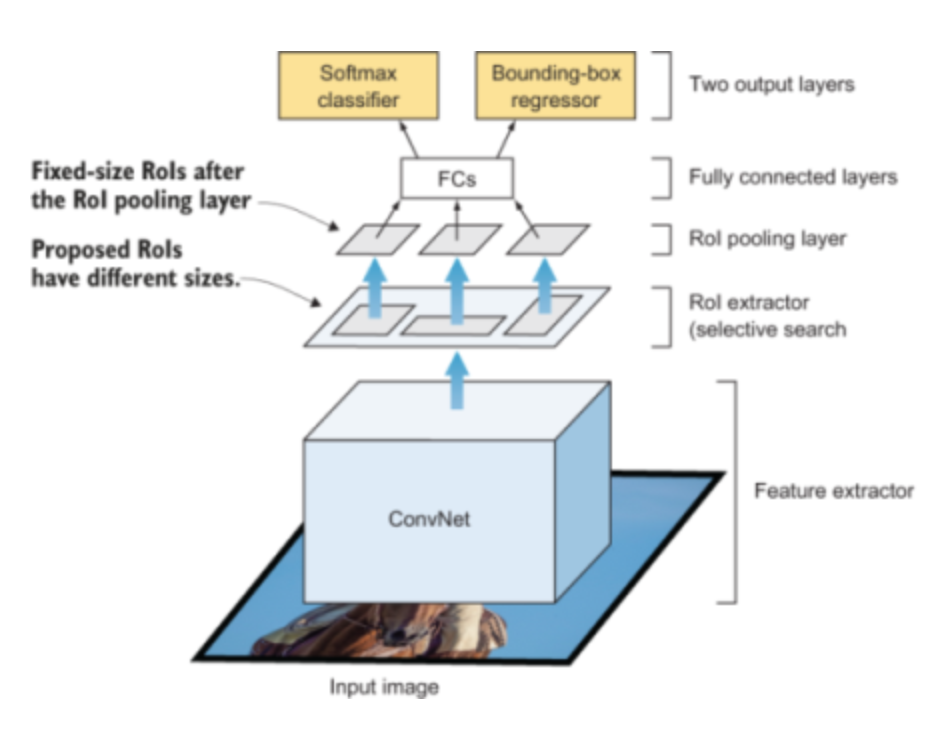 Softmax
classifier
Bounding-box
regressor
Two output layers
Fixed-size RoIs after
the RoI pooling layer
FCs
Fully connected layers
RoI pooling layer
Proposed RoIs
have different sizes.
RoI extractor
(selective search
ConvNet
Feature extractor
Input image